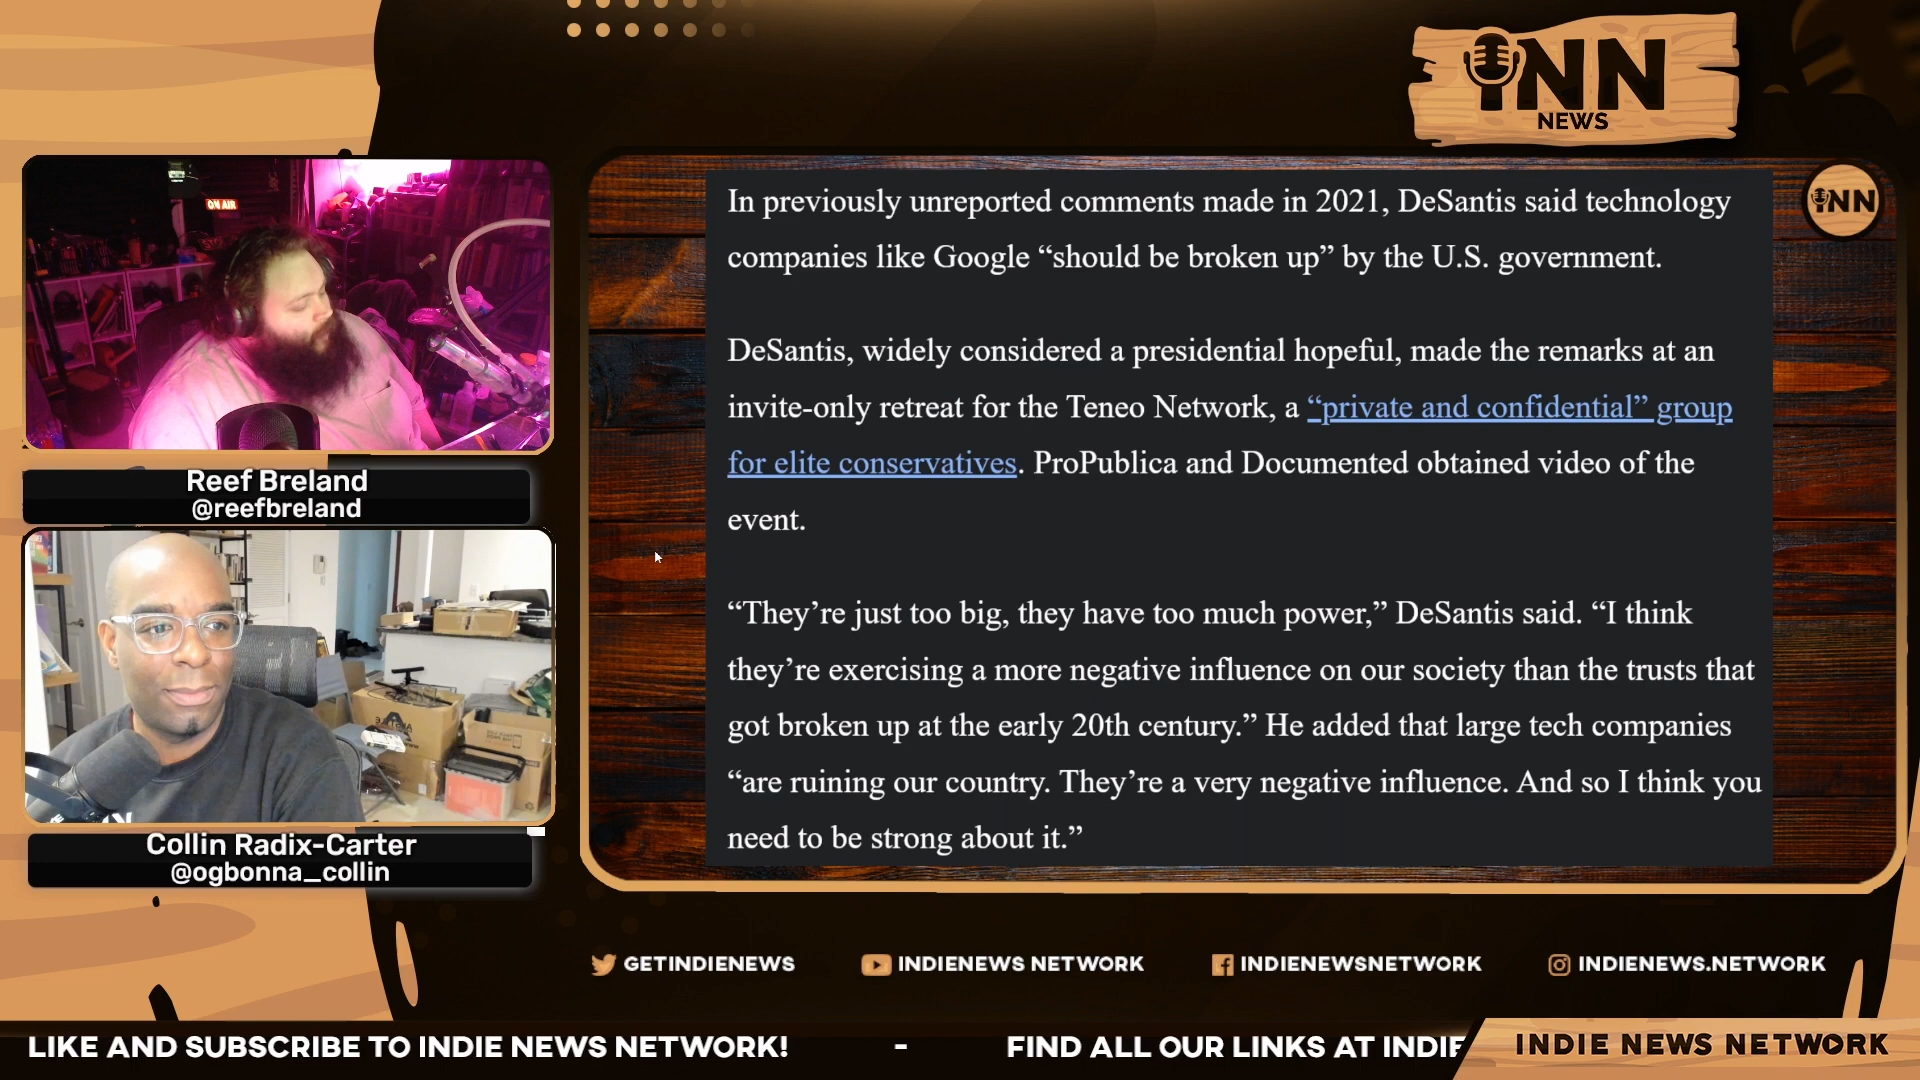 iNN
NEWS
ON AIR
Reef Breland
@reefbreland
Collin Radix-Carter
@ogbonna_collin
iNN
In previously unreported comments made in 2021, DeSantis said technology
companies like Google “should be broken up” by the U.S. government.
DeSantis, widely considered a presidential hopeful, made the remarks at an
invite-only retreat for the Teneo Network, a “private and confidential” group
for elite conservatives. ProPublica and Documented obtained video of the
event.
“They’re just too big, they have too much power,” DeSantis said. “I think
they’re exercising a more negative influence on our society than the trusts that
got broken up at the early 20th century.” He added that large tech companies
“are ruining our country. They’re a very negative influence. And so I think you
need to be strong about it.”
GETINDIENEWS
INDIENEWS NETWORK
INDIENEWSNETWORK
INDIENEWS.NETWORK
LIKE AND SUBSCRIBE TO INDIE NEWS NETWORK! - FIND ALL OUR LINKS AT INDIE
INDIE NEWS NETWORK